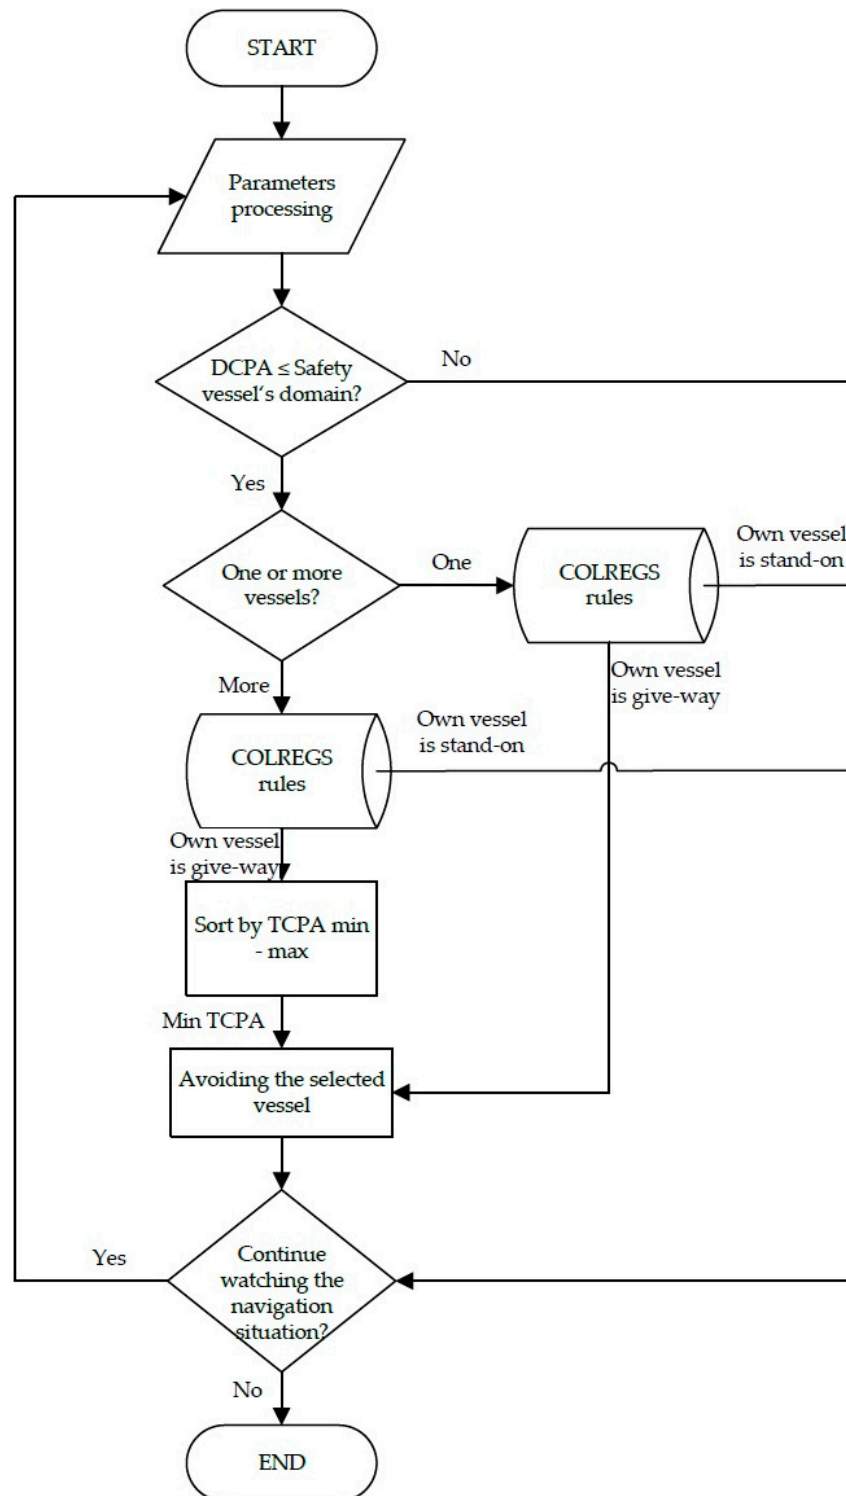 START
Parameters
processing
DCPA ≤ Safety
vessel‘s domain?
No
Yes
One or more
vessels?
One
COLREGS
rules
Own vessel
is stand-on
Own vessel
is give-way
More
COLREGS
rules
Own vessel
is stand-on
Own vessel
is give-way
Sort by TCPA min
- max
Min TCPA
Avoiding the selected
vessel
Continue
watching the
navigation
situation?
Yes
No
END